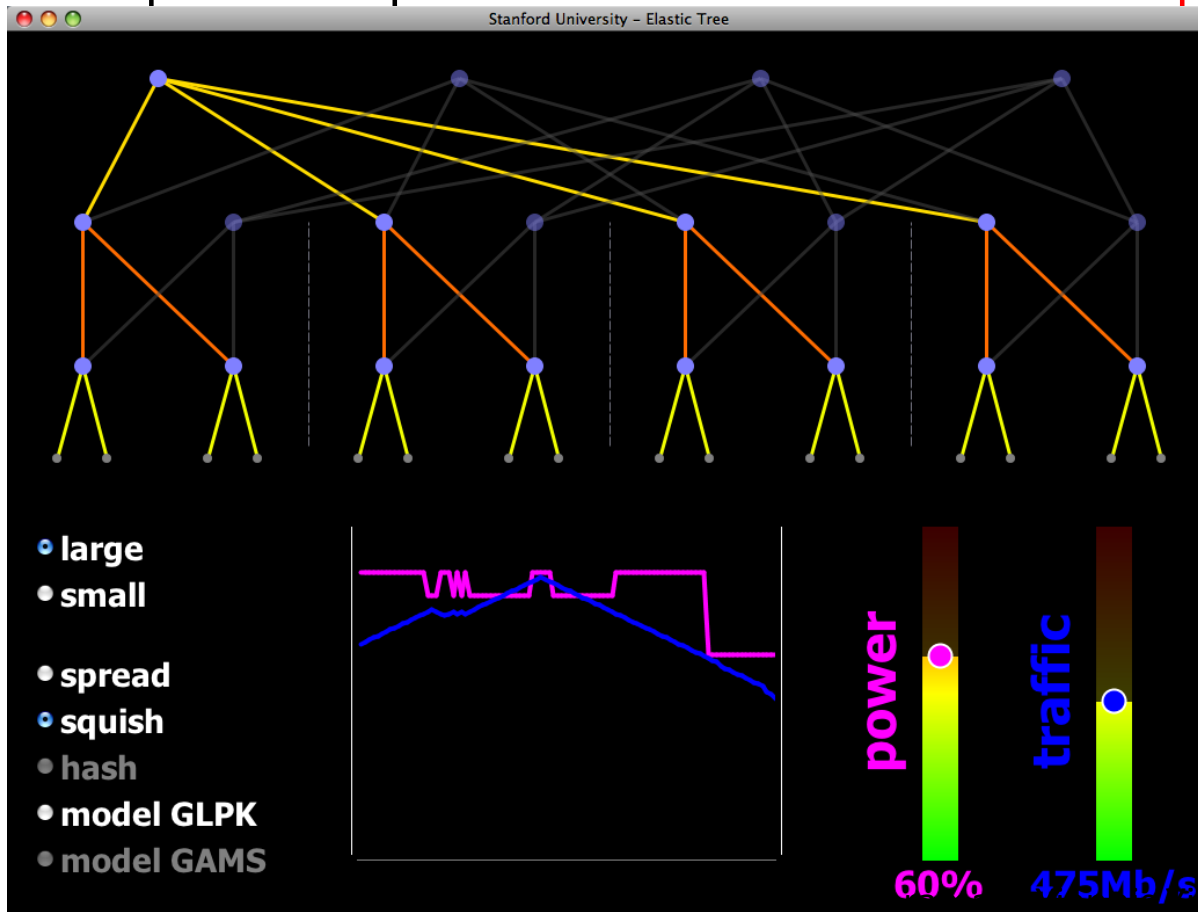 Stanford University – Elastic Tree
large
small
spread
squish
hash
model GLPK
model GAMS
power
traffic
60%
475Mb/s